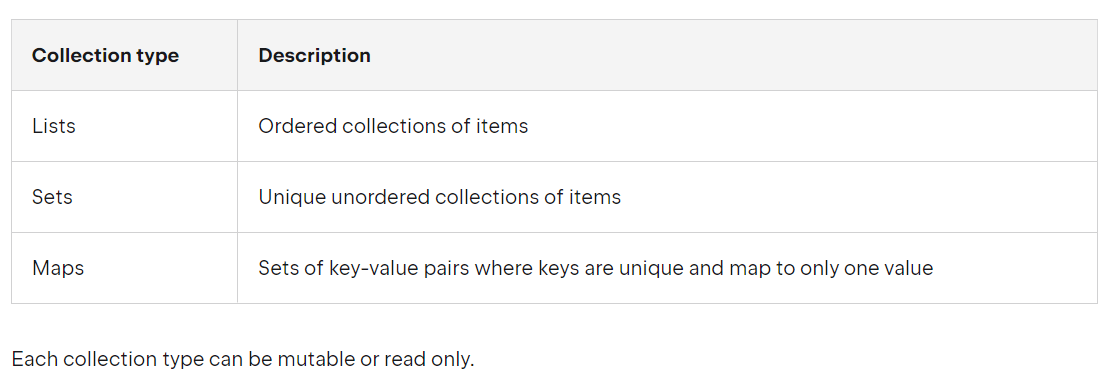 Collection type Description
Lists Ordered collections of items
Sets Unique unordered collections of items
Maps Sets of key-value pairs where keys are unique and map to only one value
Each collection type can be mutable or read only.